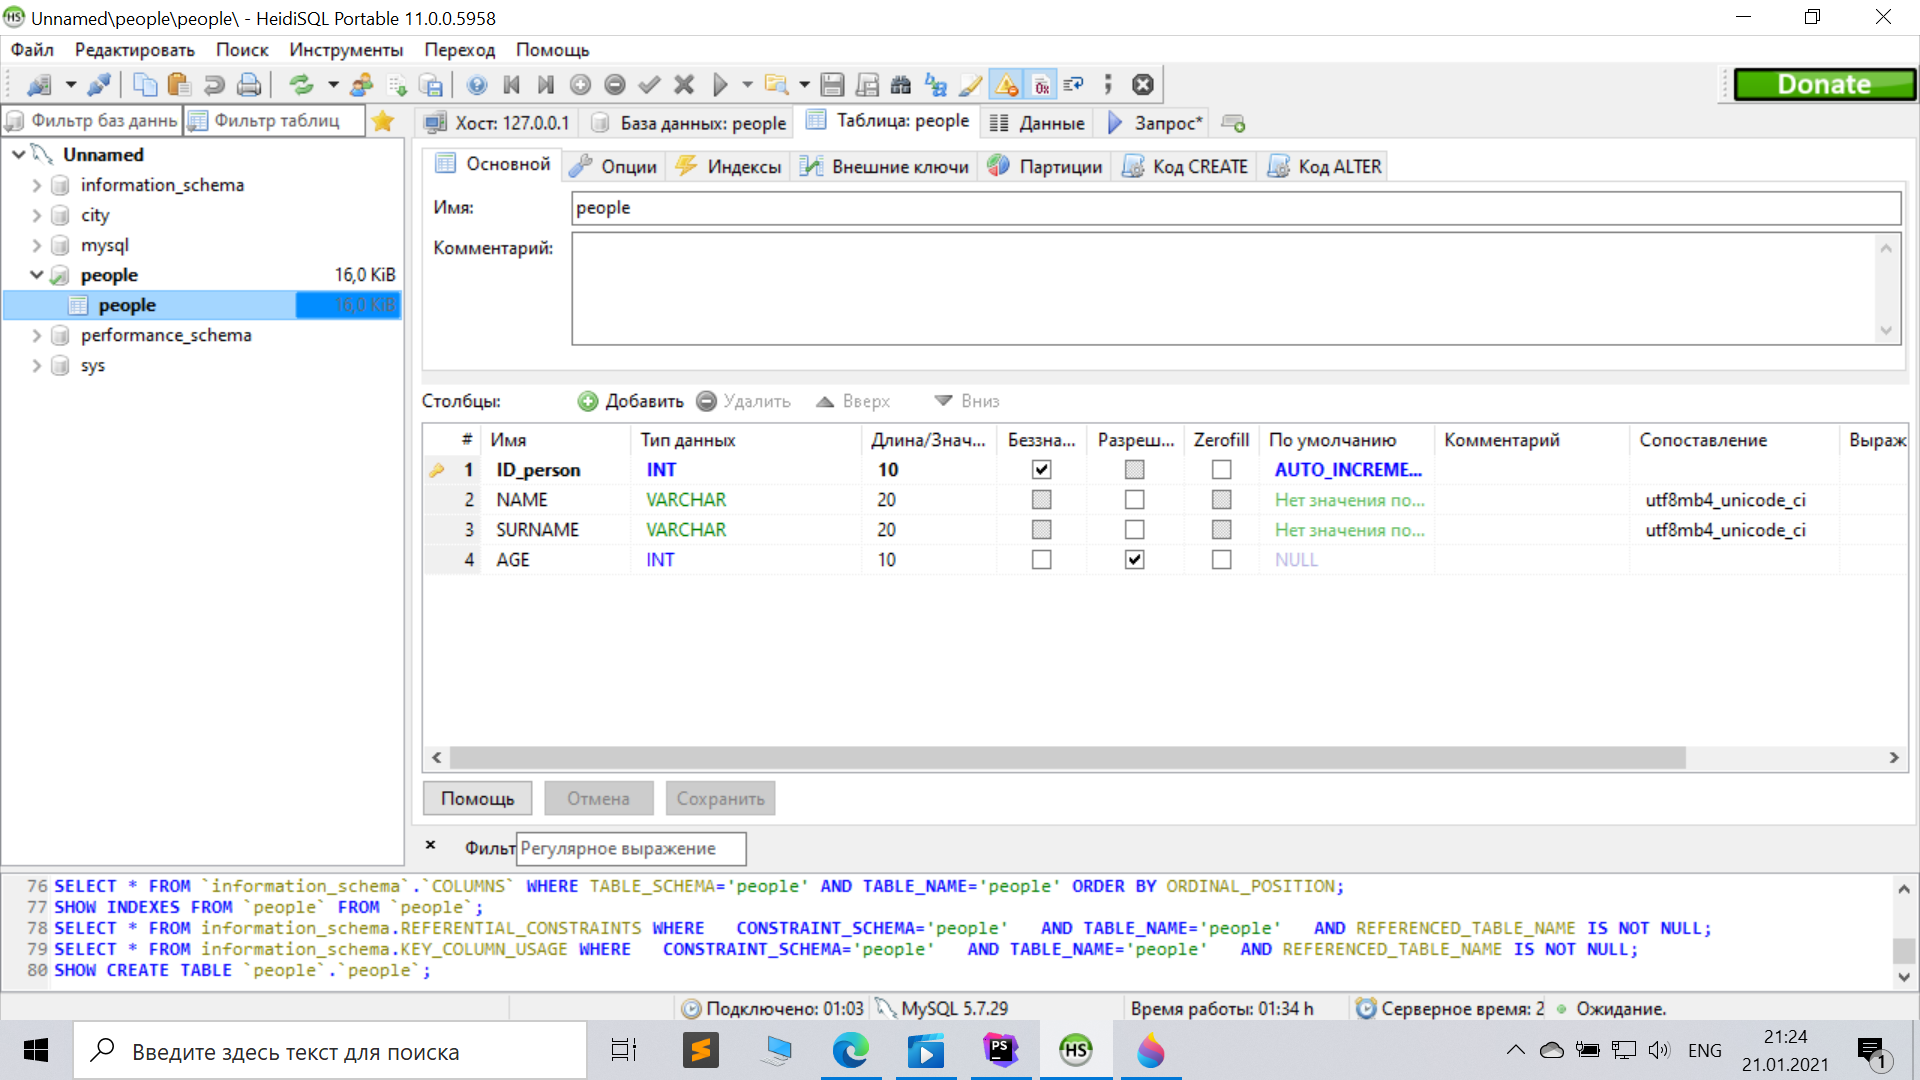 Unnamed\people\people\ - HeidiSQL Portable 11.0.0.5958
Файл Редактировать Поиск Инструменты Переход Помощь
Donate
Фильтр баз даннь Фильтр таблиц
Хост: 127.0.0.1 База данных: people Таблица: people Данные Запрос*
Unnamed
information_schema
city
mysql
people 16,0 KiB
people 16,0 KiB
performance_schema
sys
Основной Опции Индексы Внешние ключи Партиции Код CREATE Код ALTER
Имя: people
Комментарий:
Столбцы: Добавить Удалить Вверх Вниз
# Имя Тип данных Длина/Знач... Беззна... Разреш... Zerofill По умолчанию Комментарий Сопоставление Выраж
1 ID_person INT 10 AUTO_INCREME...
2 NAME VARCHAR 20 Нет значения по... utf8mb4_unicode_ci
3 SURNAME VARCHAR 20 Нет значения по... utf8mb4_unicode_ci
4 AGE INT 10 NULL
Помощь Отмена Сохранить
× Фильт Регулярное выражение
76 SELECT * FROM `information_schema`.`COLUMNS` WHERE TABLE_SCHEMA='people' AND TABLE_NAME='people' ORDER BY ORDINAL_POSITION;
77 SHOW INDEXES FROM `people` FROM `people`;
78 SELECT * FROM information_schema.REFERENTIAL_CONSTRAINTS WHERE   CONSTRAINT_SCHEMA='people'   AND TABLE_NAME='people'   AND REFERENCED_TABLE_NAME IS NOT NULL;
79 SELECT * FROM information_schema.KEY_COLUMN_USAGE WHERE   CONSTRAINT_SCHEMA='people'   AND TABLE_NAME='people'   AND REFERENCED_TABLE_NAME IS NOT NULL;
80 SHOW CREATE TABLE `people`.`people`;
Подключено: 01:03 MySQL 5.7.29 Время работы: 01:34 h Серверное время: 2 Ожидание.
Введите здесь текст для поиска
PS
HS
ENG
21:24
21.01.2021
1